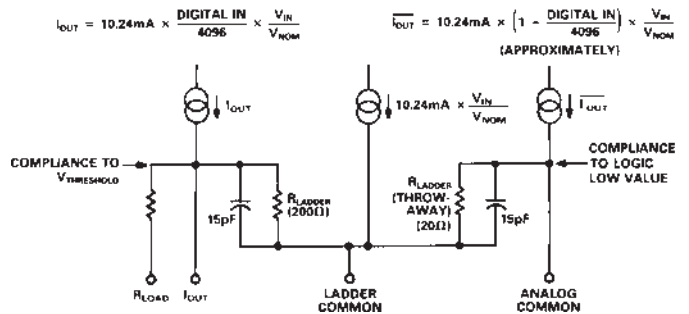 I_OUT = 10.24mA × DIGITAL IN / 4096 × V_IN / V_NOM
I̅_O̅U̅T̅ = 10.24mA × (1 - DIGITAL IN / 4096) × V_IN / V_NOM
(APPROXIMATELY)
I_OUT
10.24mA × V_IN / V_NOM
I̅_O̅U̅T̅
COMPLIANCE TO
V_THRESHOLD
COMPLIANCE
TO LOGIC
LOW VALUE
15pF
R_LADDER
(200Ω)
R_LADDER
(THROW-
AWAY)
(20Ω)
15pF
R_LOAD
I_OUT
LADDER
COMMON
ANALOG
COMMON